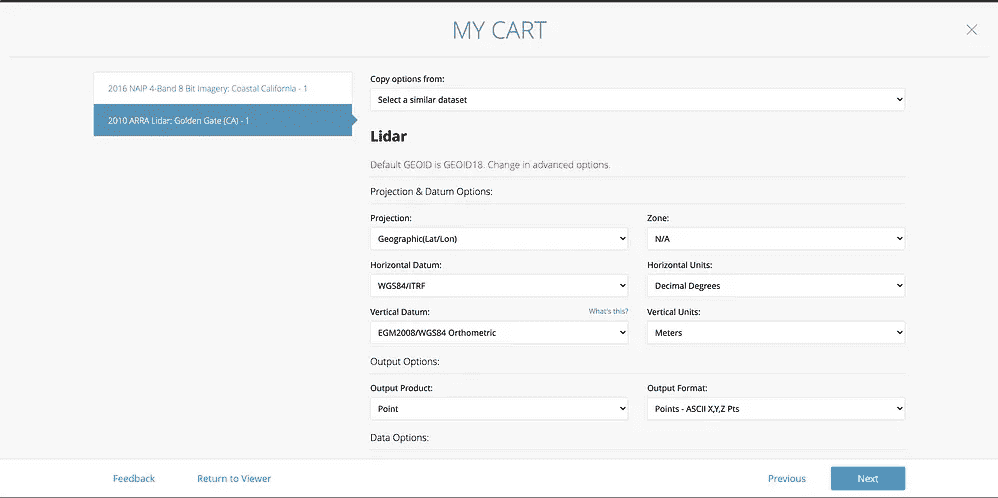 MY CART
2016 NAIP 4-Band 8 Bit Imagery: Coastal California - 1
2010 ARRA Lidar: Golden Gate (CA) - 1
Copy options from:
Select a similar dataset
Lidar
Default GEOID is GEOID18. Change in advanced options.
Projection & Datum Options:
Projection:
Zone:
Geographic(Lat/Lon)
N/A
Horizontal Datum:
Horizontal Units:
WGS84/ITRF
Decimal Degrees
Vertical Datum:
What's this?
Vertical Units:
EGM2008/WGS84 Orthometric
Meters
Output Options:
Output Product:
Output Format:
Point
Points - ASCII X,Y,Z Pts
Data Options:
Feedback
Return to Viewer
Previous
Next